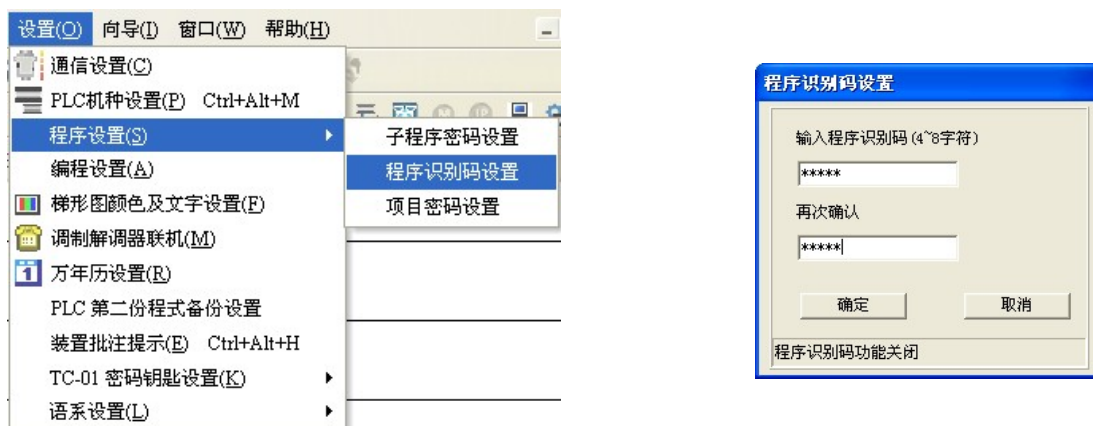 设置(O) 向导(I) 窗口(W) 帮助(H)
通信设置(C)
PLC机种设置(P) Ctrl+Alt+M
程序设置(S)
编程设置(A)
梯形图颜色及文字设置(F)
调制解调器联机(M)
万年历设置(R)
PLC 第二份程式备份设置
装置批注提示(E) Ctrl+Alt+H
TC-01 密码钥匙设置(K)
语系设置(L)
子程序密码设置
程序识别码设置
项目密码设置
程序识别码设置
输入程序识别码(4~8字符)
*****
再次确认
*****
确定 取消
程序识别码功能关闭